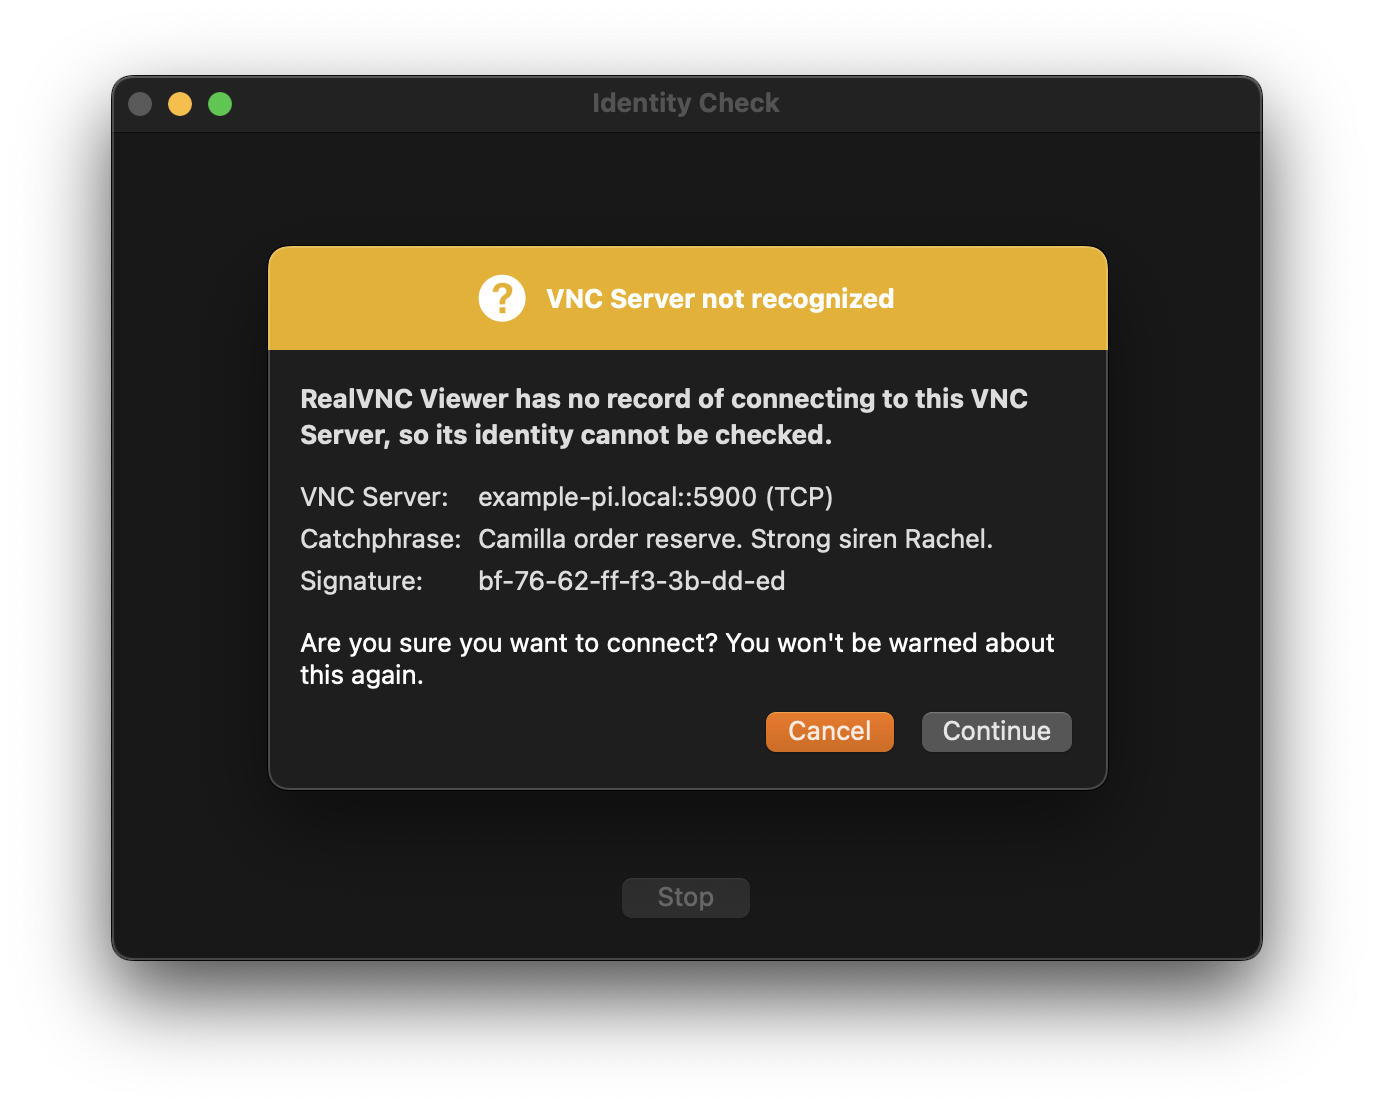 Identity Check
VNC Server not recognized
RealVNC Viewer has no record of connecting to this VNC
Server, so its identity cannot be checked.
VNC Server: example-pi.local::5900 (TCP)
Catchphrase: Camilla order reserve. Strong siren Rachel.
Signature: bf-76-62-ff-f3-3b-dd-ed
Are you sure you want to connect? You won't be warned about
this again.
Cancel Continue
Stop